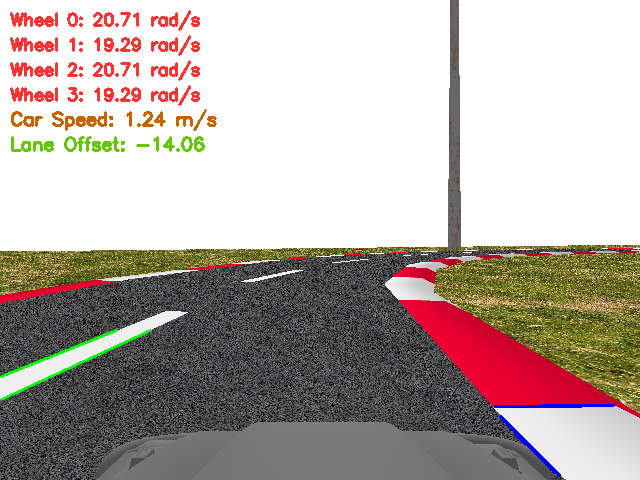 Wheel 0: 20.71 rad/s
Wheel 1: 19.29 rad/s
Wheel 2: 20.71 rad/s
Wheel 3: 19.29 rad/s
Car Speed: 1.24 m/s
Lane Offset: -14.06